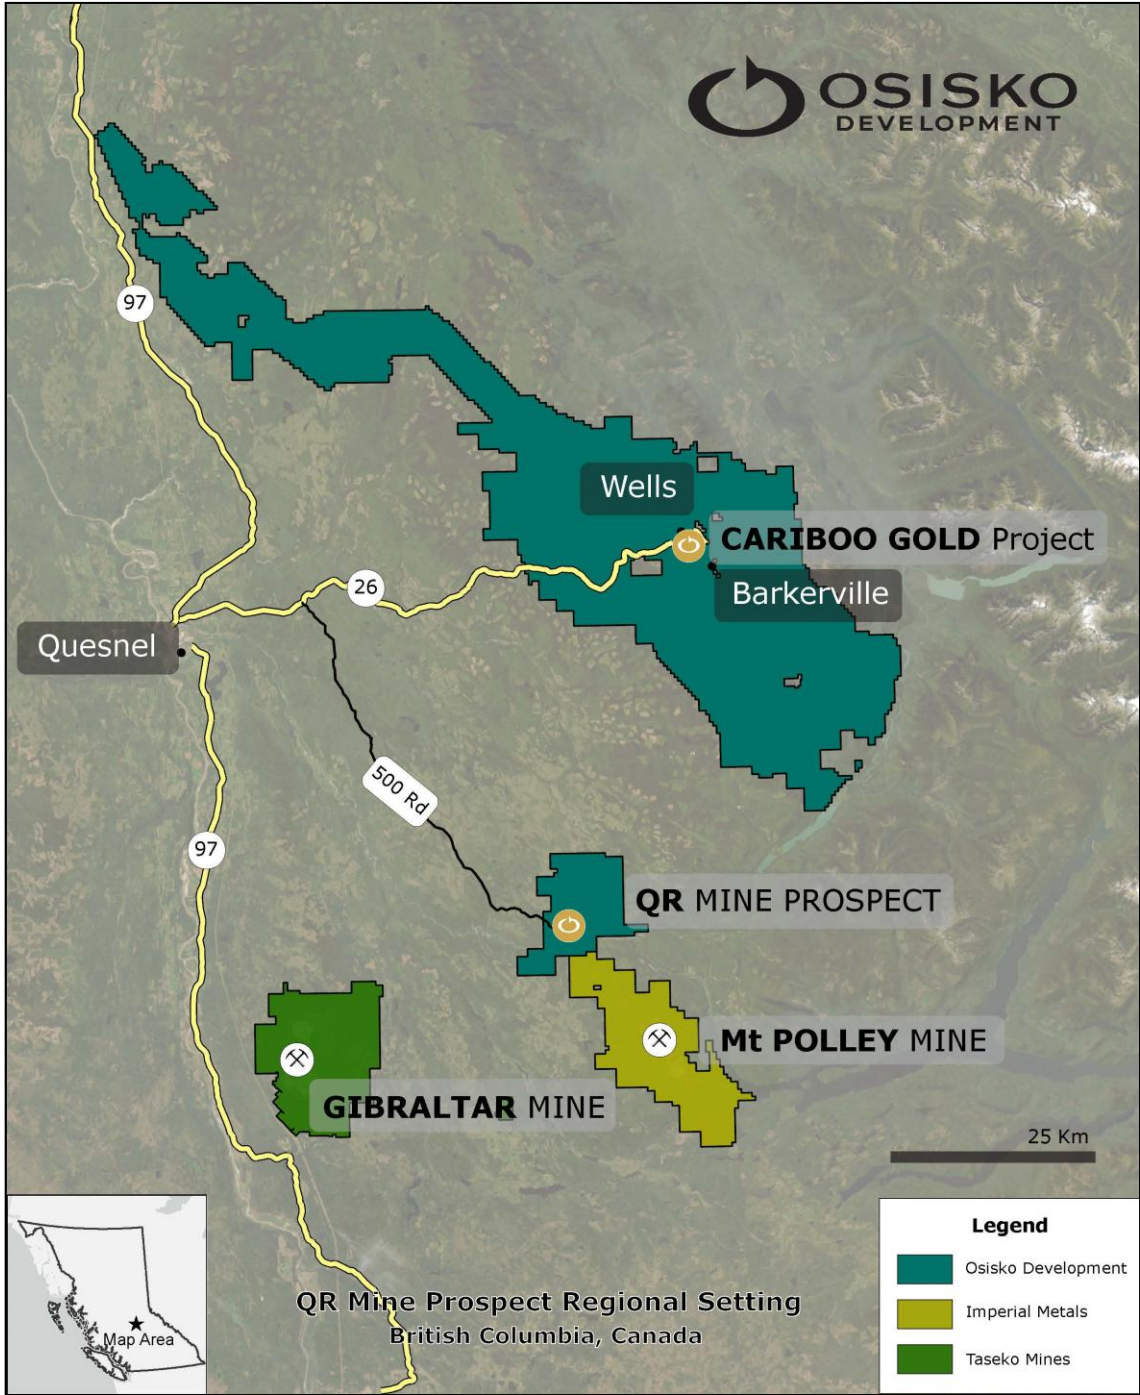 OSISKO
DEVELOPMENT
97
Wells
CARIBOO GOLD Project
26
Barkerville
Quesnel
500 Rd
97
QR MINE PROSPECT
Mt POLLEY MINE
GIBRALTAR MINE
25 Km
Map Area
QR Mine Prospect Regional Setting
British Columbia, Canada
Legend
Osisko Development
Imperial Metals
Taseko Mines